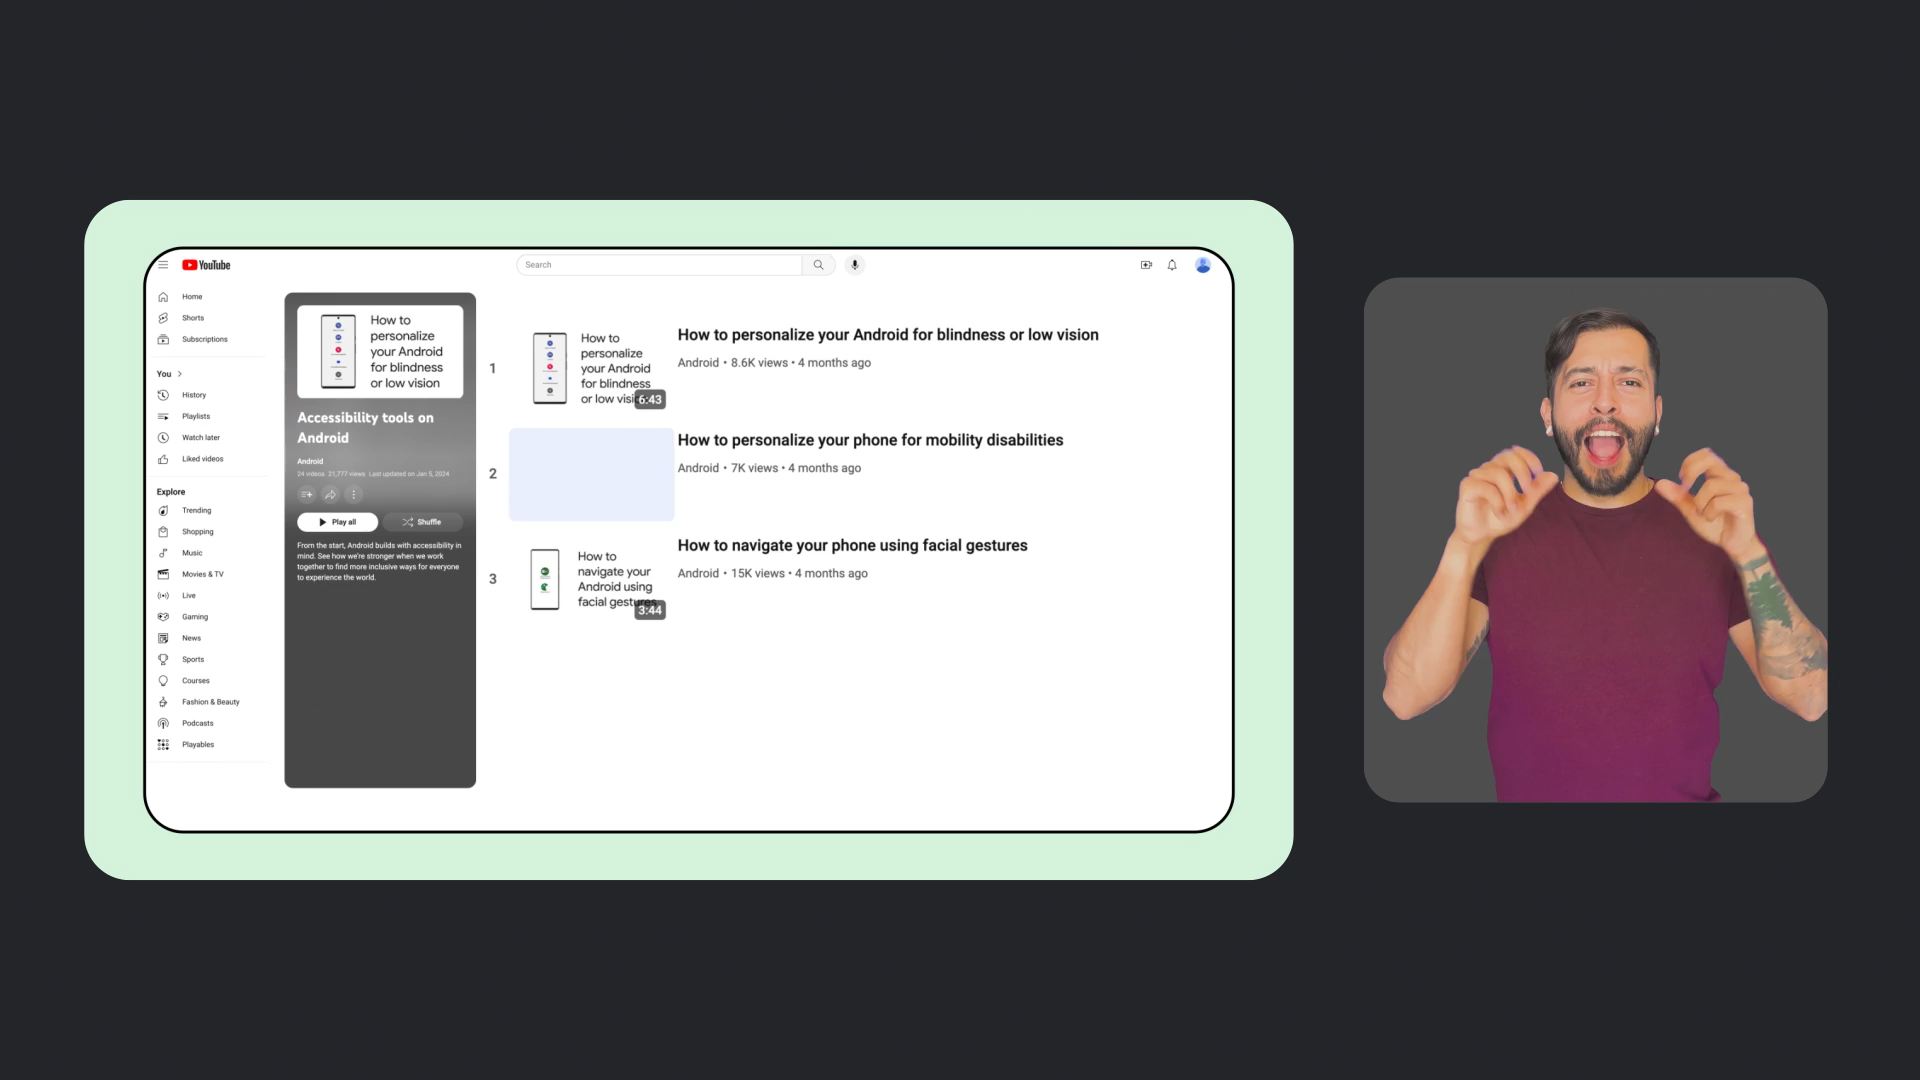 YouTube
Search
Home
Shorts
Subscriptions
You
History
Playlists
Watch later
Liked videos
Explore
Trending
Shopping
Music
Movies & TV
Live
Gaming
News
Sports
Courses
Fashion & Beauty
Podcasts
Playables
How to
personalize
your Android
for blindness
or low vision
Accessibility tools on
Android
Android
24 videos 21,777 views Last updated on Jan 5, 2024
Play all
Shuffle
From the start, Android builds with accessibility in
mind. See how we're stronger when we work
together to find more inclusive ways for everyone
to experience the world.
1
How to
personalize
your Android
for blindness
or low
6:43
How to personalize your Android for blindness or low vision
Android • 8.6K views • 4 months ago
2
How to personalize your phone for mobility disabilities
Android • 7K views • 4 months ago
3
How to
navigate your
Android using
facial gestures
3:44
How to navigate your phone using facial gestures
Android • 15K views • 4 months ago